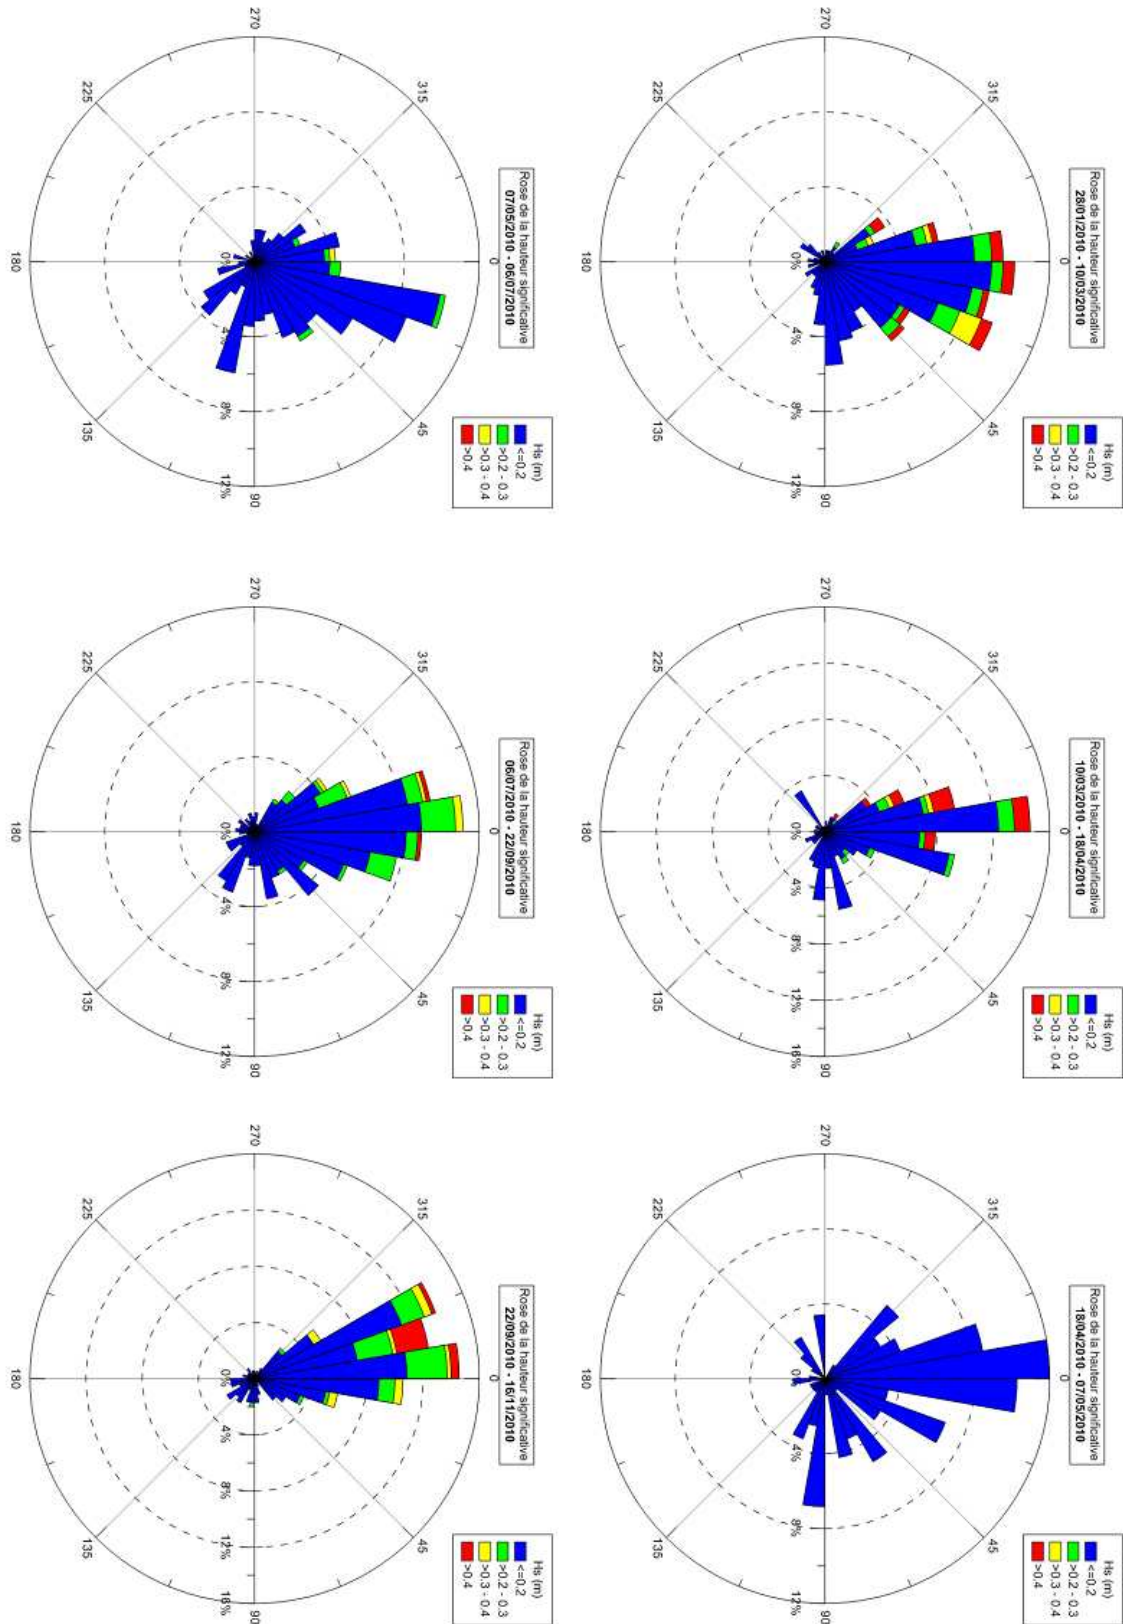 Rose de la hauteur significative
28/01/2010 - 10/03/2010
Hs (m)
<=0.2
>0.2 - 0.3
>0.3 - 0.4
>0.4
0
315
45
270
0%
4%
8%
12%
90
225
135
180
Rose de la hauteur significative
10/03/2010 - 18/04/2010
Hs (m)
<=0.2
>0.2 - 0.3
>0.3 - 0.4
>0.4
0
315
45
270
0%
4%
8%
12%
16%
90
225
135
180
Rose de la hauteur significative
18/04/2010 - 07/05/2010
Hs (m)
<=0.2
>0.2 - 0.3
>0.3 - 0.4
>0.4
0
315
45
270
0%
4%
8%
12%
90
225
135
180
Rose de la hauteur significative
07/05/2010 - 06/07/2010
Hs (m)
<=0.2
>0.2 - 0.3
>0.3 - 0.4
>0.4
0
315
45
270
0%
4%
8%
12%
90
225
135
180
Rose de la hauteur significative
06/07/2010 - 22/09/2010
Hs (m)
<=0.2
>0.2 - 0.3
>0.3 - 0.4
>0.4
0
315
45
270
0%
4%
8%
12%
90
225
135
180
Rose de la hauteur significative
22/09/2010 - 16/11/2010
Hs (m)
<=0.2
>0.2 - 0.3
>0.3 - 0.4
>0.4
0
315
45
270
0%
4%
8%
12%
16%
90
225
135
180